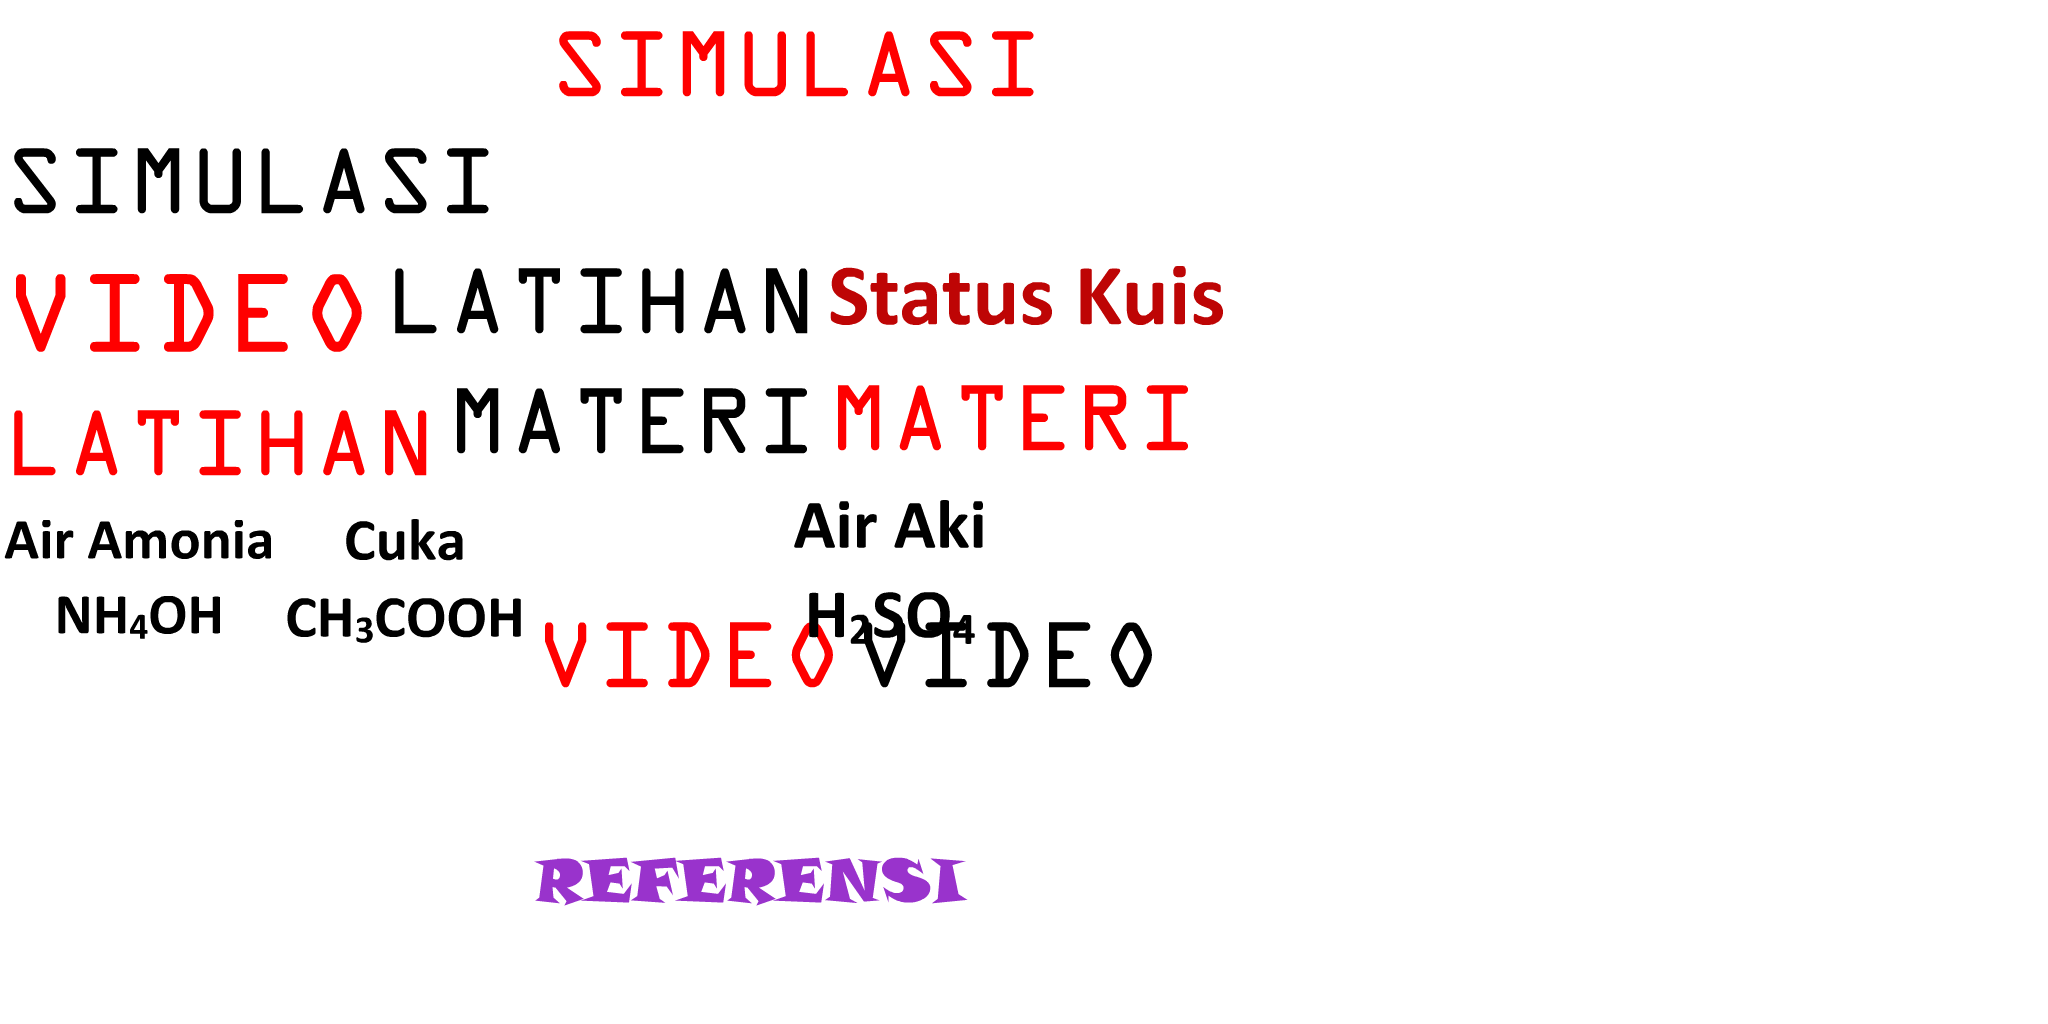 SIMULASI
SIMULASI
VIDEO LATIHAN Status Kuis
LATIHAN MATERI MATERI
Air Amonia Cuka Air Aki
NH₄OH CH₃COOH H₂SO₄
VIDEO VIDEO
REFERENSI